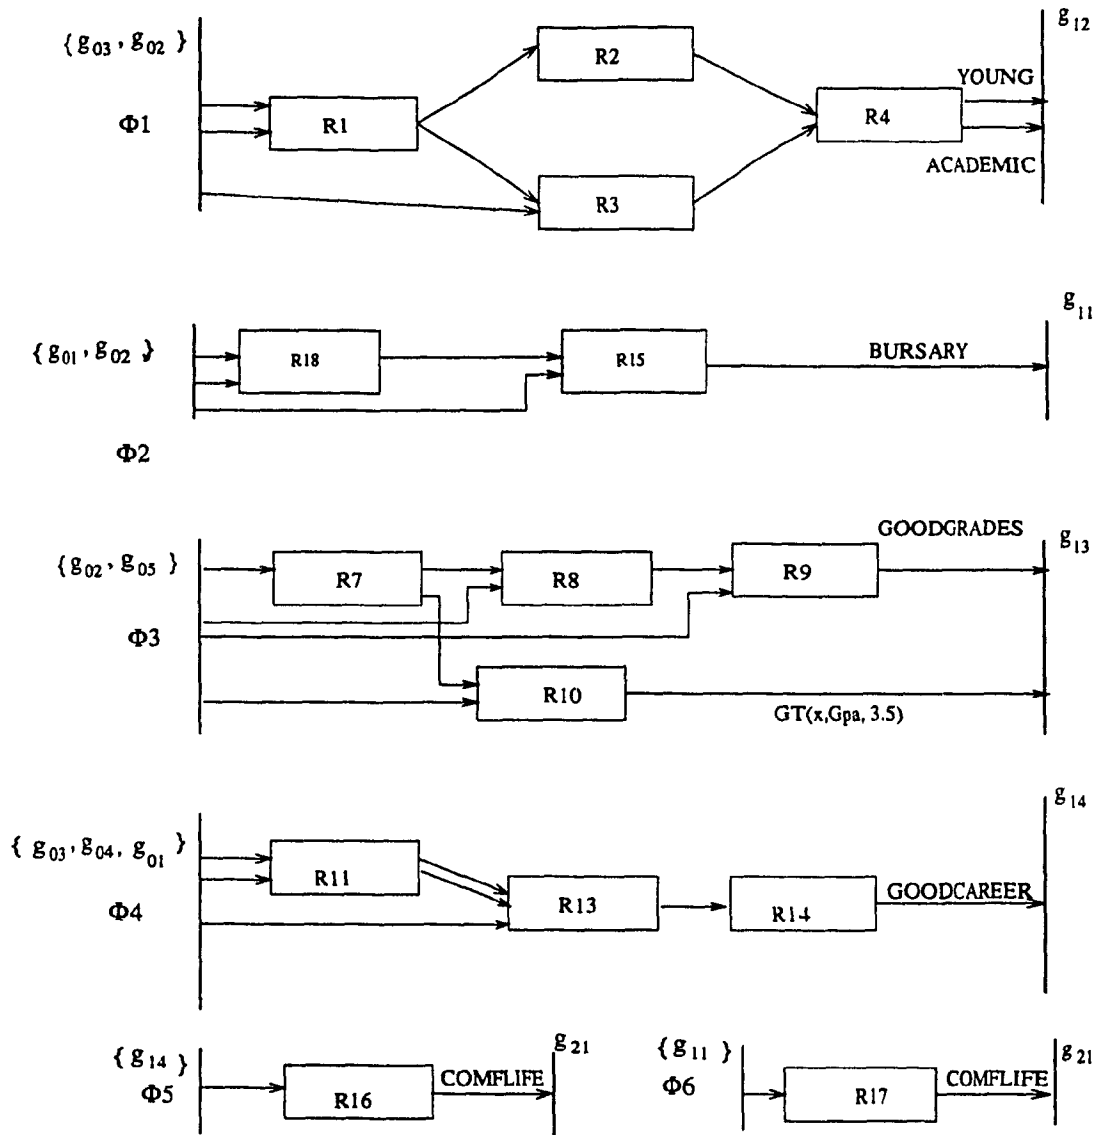 {g03, g02}
g12
R2
YOUNG
Φ1
R1
R4
ACADEMIC
R3
g11
{g01, g02}
R18
R15
BURSARY
Φ2
GOODGRADES
g13
{g02, g05}
R7
R8
R9
Φ3
R10
GT(x,Gpa, 3.5)
g14
{g03, g04, g01}
R11
R13
R14
GOODCAREER
Φ4
{g14}
g21
{g11}
g21
Φ5
R16
COMFLIFE
Φ6
R17
COMFLIFE